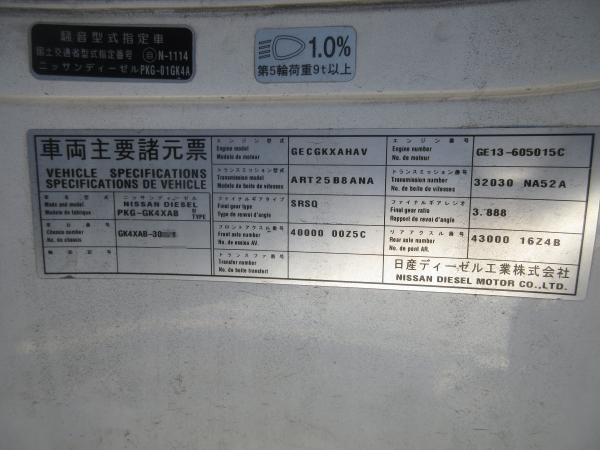 騒音型式指定車
国土交通省型式指定番号 自 N-1114
ニッサンディーゼル PKG-01GK4A
1.0%
第5輪荷重9t以上
車両主要諸元票
VEHICLE SPECIFICATIONS
SPECIFICATIONS DE VEHICLE
車名型式 ニッサンディーゼル
Make and model NISSAN DIESEL 型
Modele de fabrique PKG-GK4XAB TYPE
車台番号
Chassis number GK4XAB-30
No. de chassis
エンジン型式
Engine model GECGKXAHAV
Modele de moteur
トランスミッション型式
Transmission model ART25B8ANA
Modele de boite de vitesses
ファイナルギアタイプ
Final gear type SRSQ
Type de renvoi d'angle
フロントアクスル番号
Front axle number 40000 00Z5C
No. de essieu AV.
トランスファ番号
Transfer number
No. de boite transfert
エンジン番号
Engine number GE13-605015C
No. de moteur
トランスミッション番号
Transmission number 32030 NA52A
No. de boite de vitesses
ファイナルギアレシオ
Final gear ratio 3.888
Rapport de renvoi d'angle
リアアクスル番号
Rear axle number 43000 16Z4B
No. de pont AR.
日産ディーゼル工業株式会社
NISSAN DIESEL MOTOR CO.,LTD.